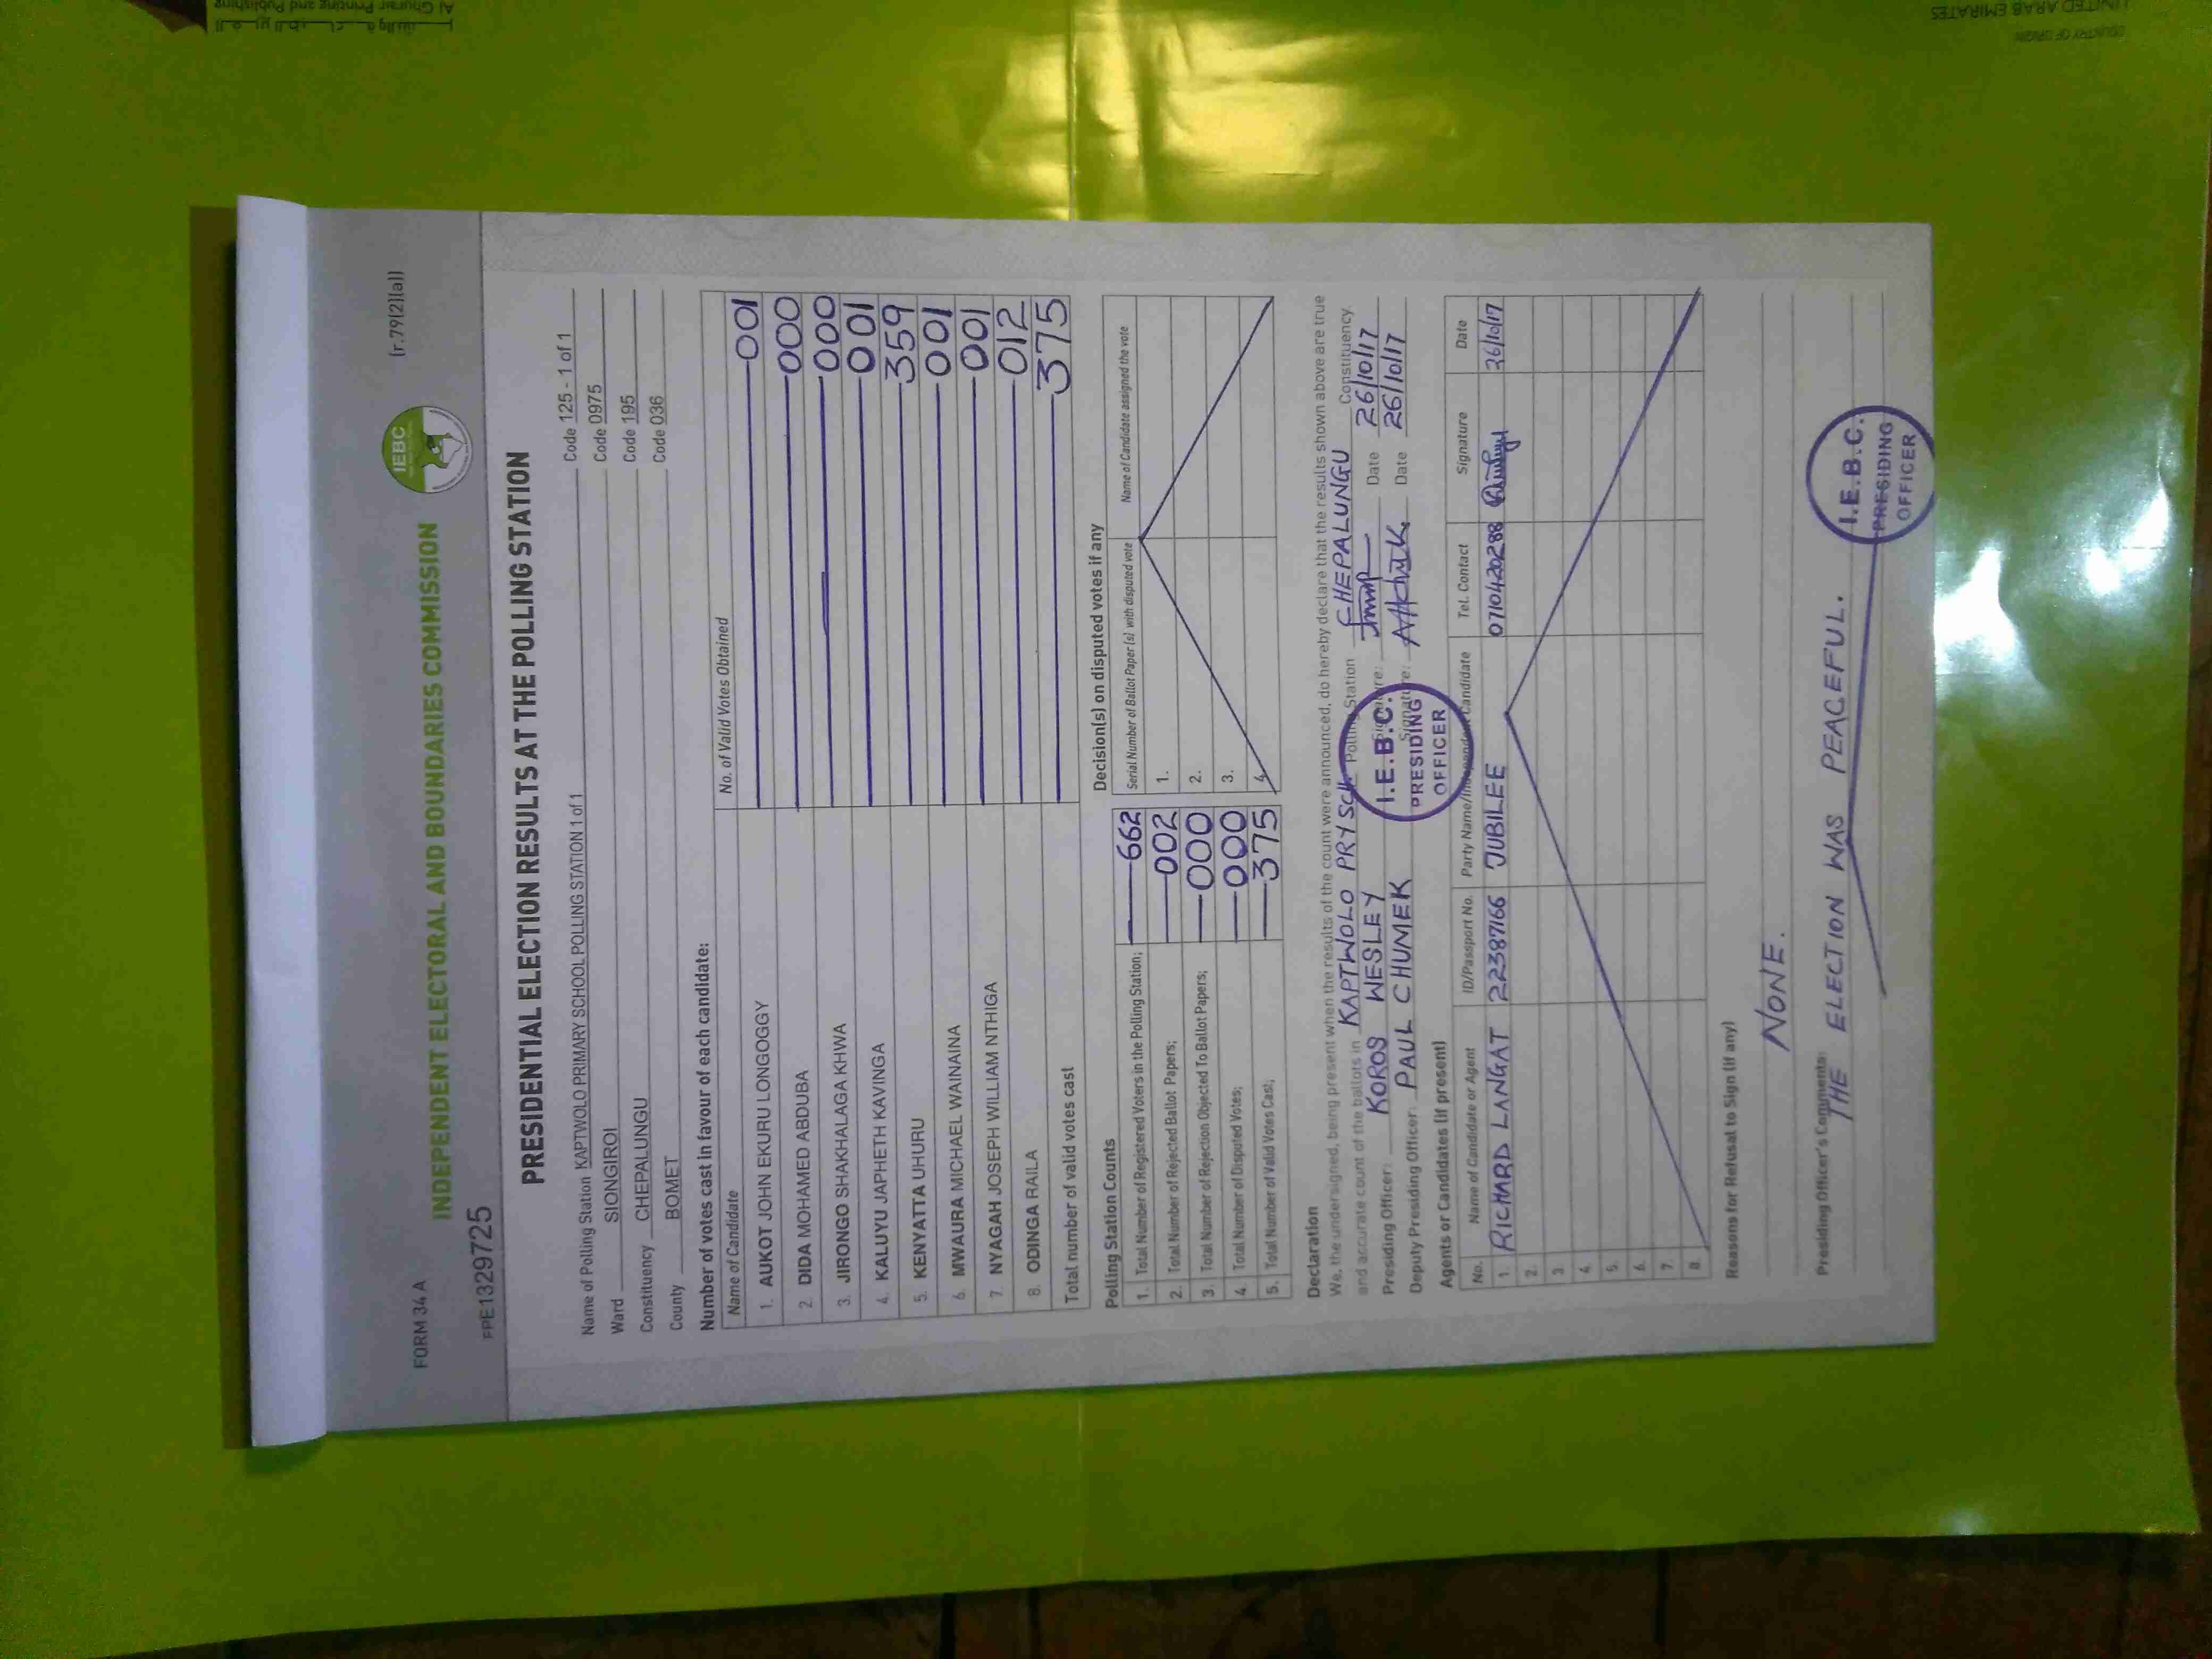 FORM 34 A
(r.79(2)(a))
INDEPENDENT ELECTORAL AND BOUNDARIES COMMISSION
IEBC
FPE1329725
PRESIDENTIAL ELECTION RESULTS AT THE POLLING STATION
Name of Polling Station KAPTWOLO PRIMARY SCHOOL POLLING STATION 1 of 1 Code 125 - 1 of 1
Ward SIONGIROI Code 0975
Constituency CHEPALUNGU Code 195
County BOMET Code 036
Number of votes cast in favour of each candidate:
Name of Candidate No. of Valid Votes Obtained
1. AUKOT JOHN EKURU LONGOGGY 001
2. DIDA MOHAMED ABDUBA 000
3. JIRONGO SHAKHALAGA KHWA 000
4. KALUYU JAPHETH KAVINGA 001
5. KENYATTA UHURU 359
6. MWAURA MICHAEL WAINAINA 001
7. NYAGAH JOSEPH WILLIAM NTHIGA 001
8. ODINGA RAILA 012
Total number of valid votes cast 375
Polling Station Counts
1. Total Number of Registered Voters in the Polling Station; 662
2. Total Number of Rejected Ballot Papers; 002
3. Total Number of Rejection Objected To Ballot Papers; 000
4. Total Number of Disputed Votes; 000
5. Total Number of Valid Votes Cast; 375
Decision(s) on disputed votes if any
Serial Number of Ballot Paper (s) with disputed vote Name of Candidate assigned the vote
1.
2.
3.
4.
Declaration
We, the undersigned, being present when the results of the count were announced, do hereby declare that the results shown above are true
and accurate count of the ballots in KAPTWOLO PRY SCH. Polling Station CHEPALUNGU Constituency.
Presiding Officer: KOROS WESLEY Signature: Date 26/10/17
Deputy Presiding Officer: PAUL CHUMEK Signature: Date 26/10/17
I.E.B.C.
PRESIDING
OFFICER
Agents or Candidates (if present)
No. Name of Candidate or Agent ID/Passport No. Party Name/Independent Candidate Tel. Contact Signature Date
1. RICHARD LANGAT 22387166 JUBILEE 0710420288 26/10/17
2.
3.
4.
5.
6.
7.
8.
Reasons for Refusal to Sign (if any)
NONE.
Presiding Officer's Comments:
THE ELECTION WAS PEACEFUL.
I.E.B.C.
PRESIDING
OFFICER
Al Ghurair Printing and Publishing
COUNTRY OF ORIGIN
UNITED ARAB EMIRATES